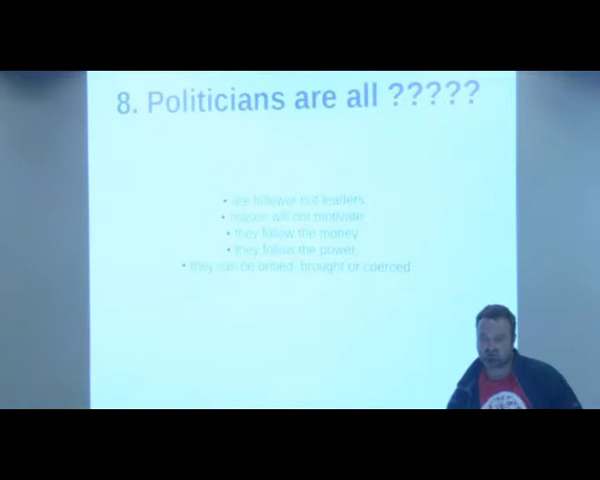 8. Politicians are all ?????
• are follower not leaders
• reason will not motivate
• they follow the money
• they follow the power,
• they can be bribed, brought or coerced